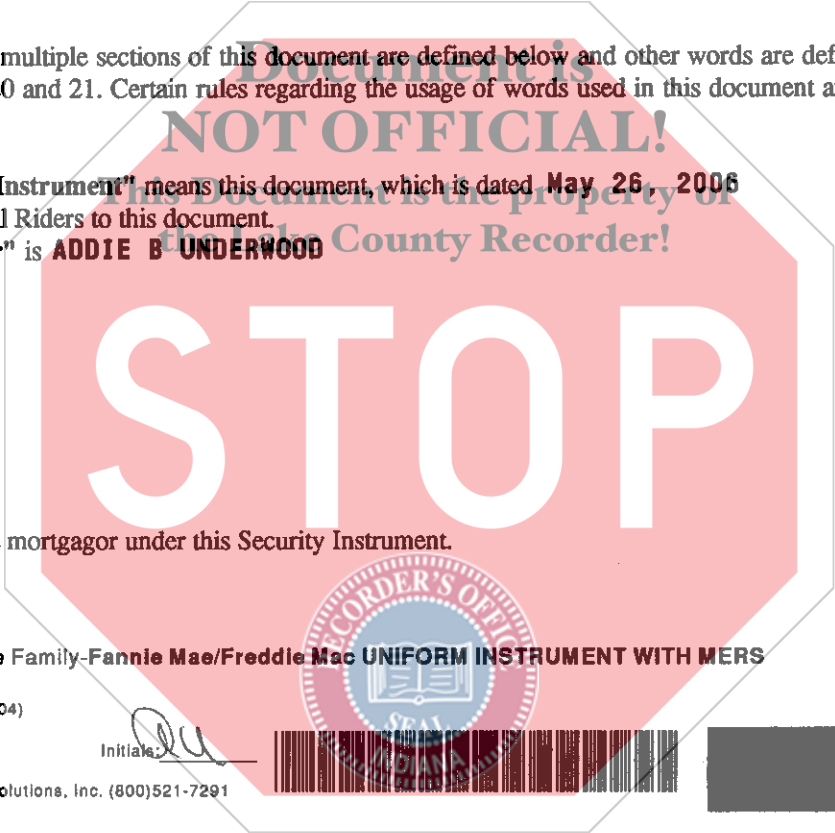 multiple sections of this document are defined below and other words are def
Document is
0 and 21. Certain rules regarding the usage of words used in this document a
NOT OFFICIAL!
Instrument" means this document, which is dated May 26, 2006
This Document is the property of
l Riders to this document.
the Lake County Recorder!
" is ADDIE B UNDERWOOD
STOP
mortgagor under this Security Instrument.
RECORDER'S OFFICE
e Family-Fannie Mae/Freddie Mac UNIFORM INSTRUMENT WITH MERS
04)
SEAL
Initials:
INDIANA
olutions, Inc. (800)521-7291